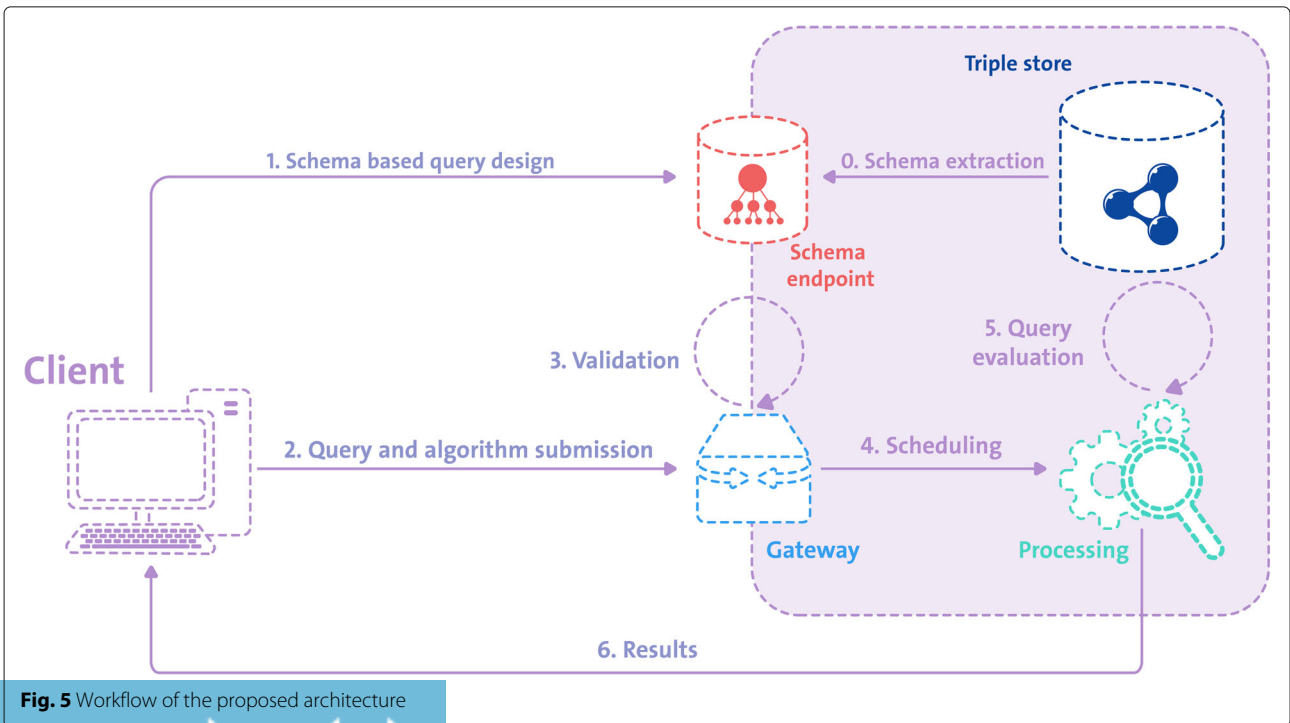 Triple store
1. Schema based query design
0. Schema extraction
Schema
endpoint
Client
3. Validation
5. Query
evaluation
2. Query and algorithm submission
4. Scheduling
Gateway
Processing
6. Results
Fig. 5 Workflow of the proposed architecture